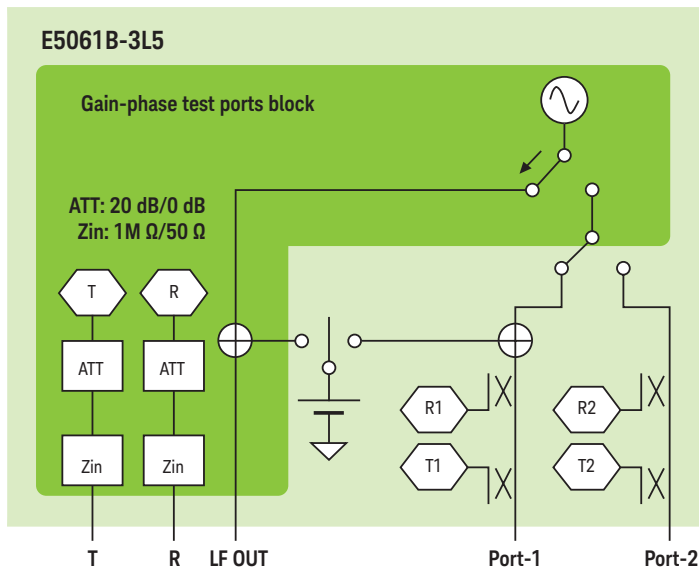 E5061B-3L5
Gain-phase test ports block
ATT: 20 dB/0 dB
Zin: 1M Ω/50 Ω
T
R
ATT
ATT
R1
R2
Zin
Zin
T1
T2
T
R
LF OUT
Port-1
Port-2